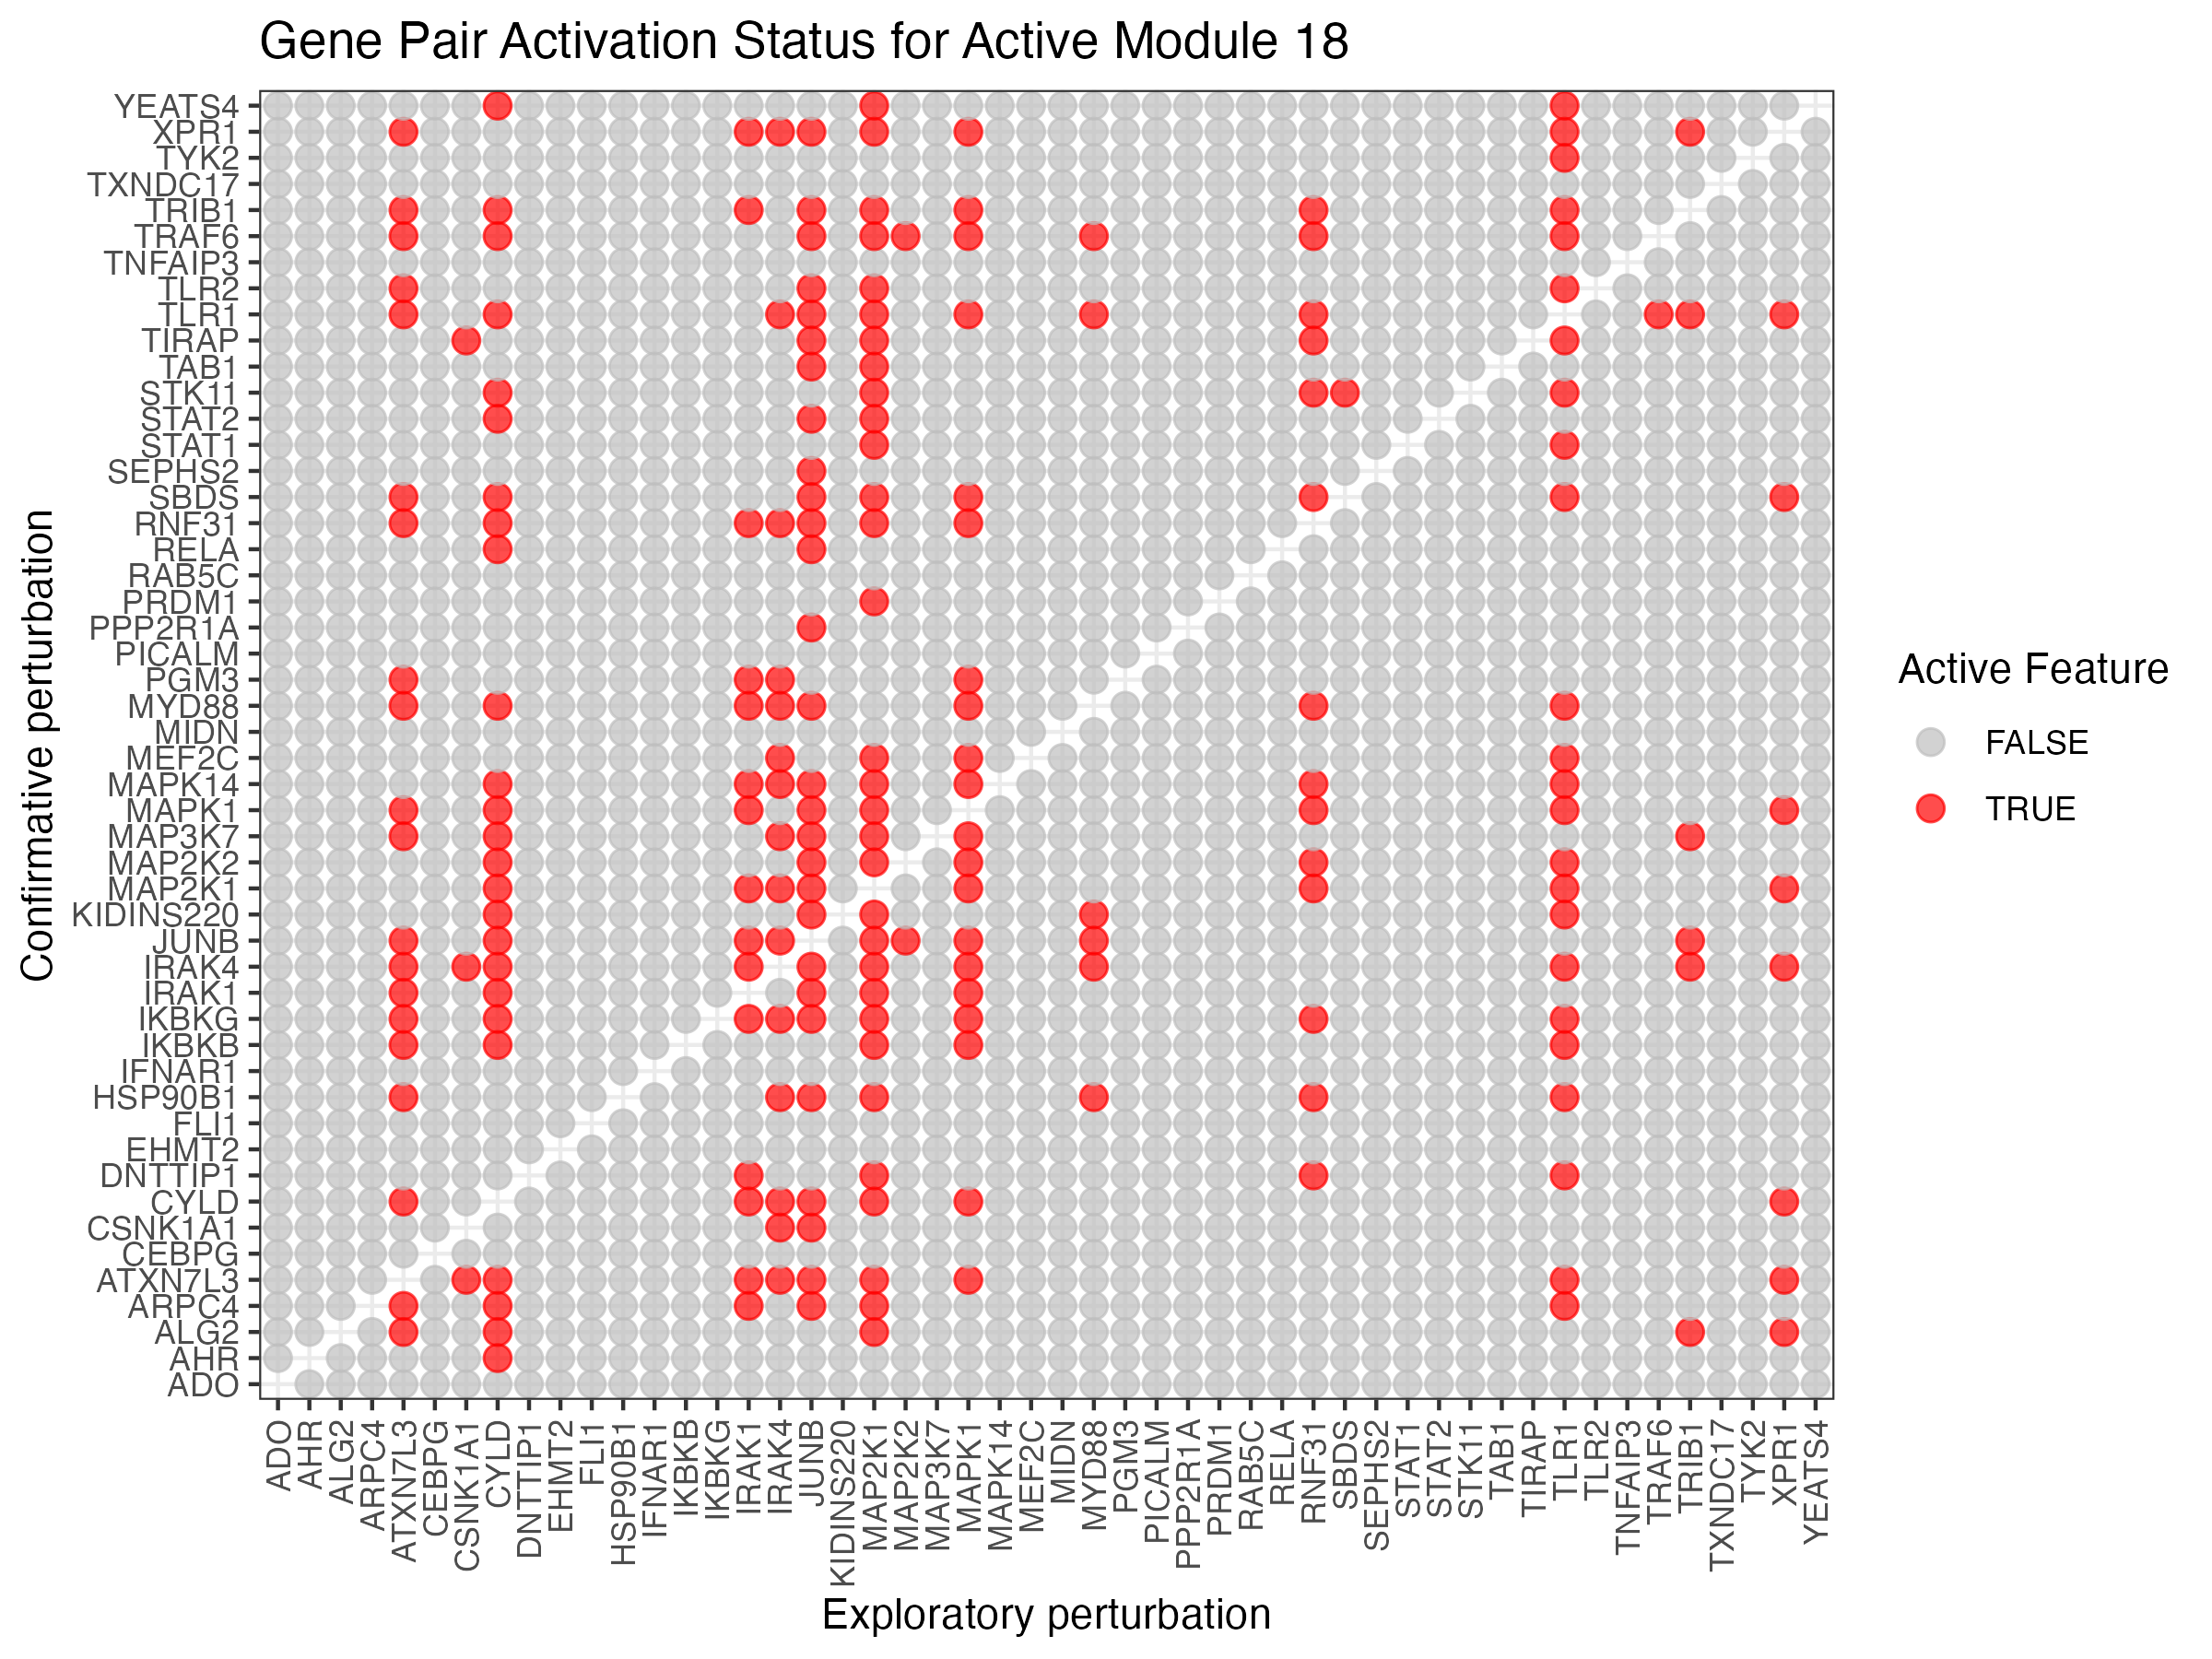 Gene Pair Activation Status for Active Module 18
Confirmative perturbation
YEATS4
XPR1
TYK2
TXNDC17
TRIB1
TRAF6
TNFAIP3
TLR2
TLR1
TIRAP
TAB1
STK11
STAT2
STAT1
SEPHS2
SBDS
RNF31
RELA
RAB5C
PRDM1
PPP2R1A
PICALM
PGM3
MYD88
MIDN
MEF2C
MAPK14
MAPK1
MAP3K7
MAP2K2
MAP2K1
KIDINS220
JUNB
IRAK4
IRAK1
IKBKG
IKBKB
IFNAR1
HSP90B1
FLI1
EHMT2
DNTTIP1
CYLD
CSNK1A1
CEBPG
ATXN7L3
ARPC4
ALG2
AHR
ADO
ADO
AHR
ALG2
ARPC4
ATXN7L3
CEBPG
CSNK1A1
CYLD
DNTTIP1
EHMT2
FLI1
HSP90B1
IFNAR1
IKBKB
IKBKG
IRAK1
IRAK4
JUNB
KIDINS220
MAP2K1
MAP2K2
MAP3K7
MAPK1
MAPK14
MEF2C
MIDN
MYD88
PGM3
PICALM
PPP2R1A
PRDM1
RAB5C
RELA
RNF31
SBDS
SEPHS2
STAT1
STAT2
STK11
TAB1
TIRAP
TLR1
TLR2
TNFAIP3
TRAF6
TRIB1
TXNDC17
TYK2
XPR1
YEATS4
Exploratory perturbation
Active Feature
FALSE
TRUE